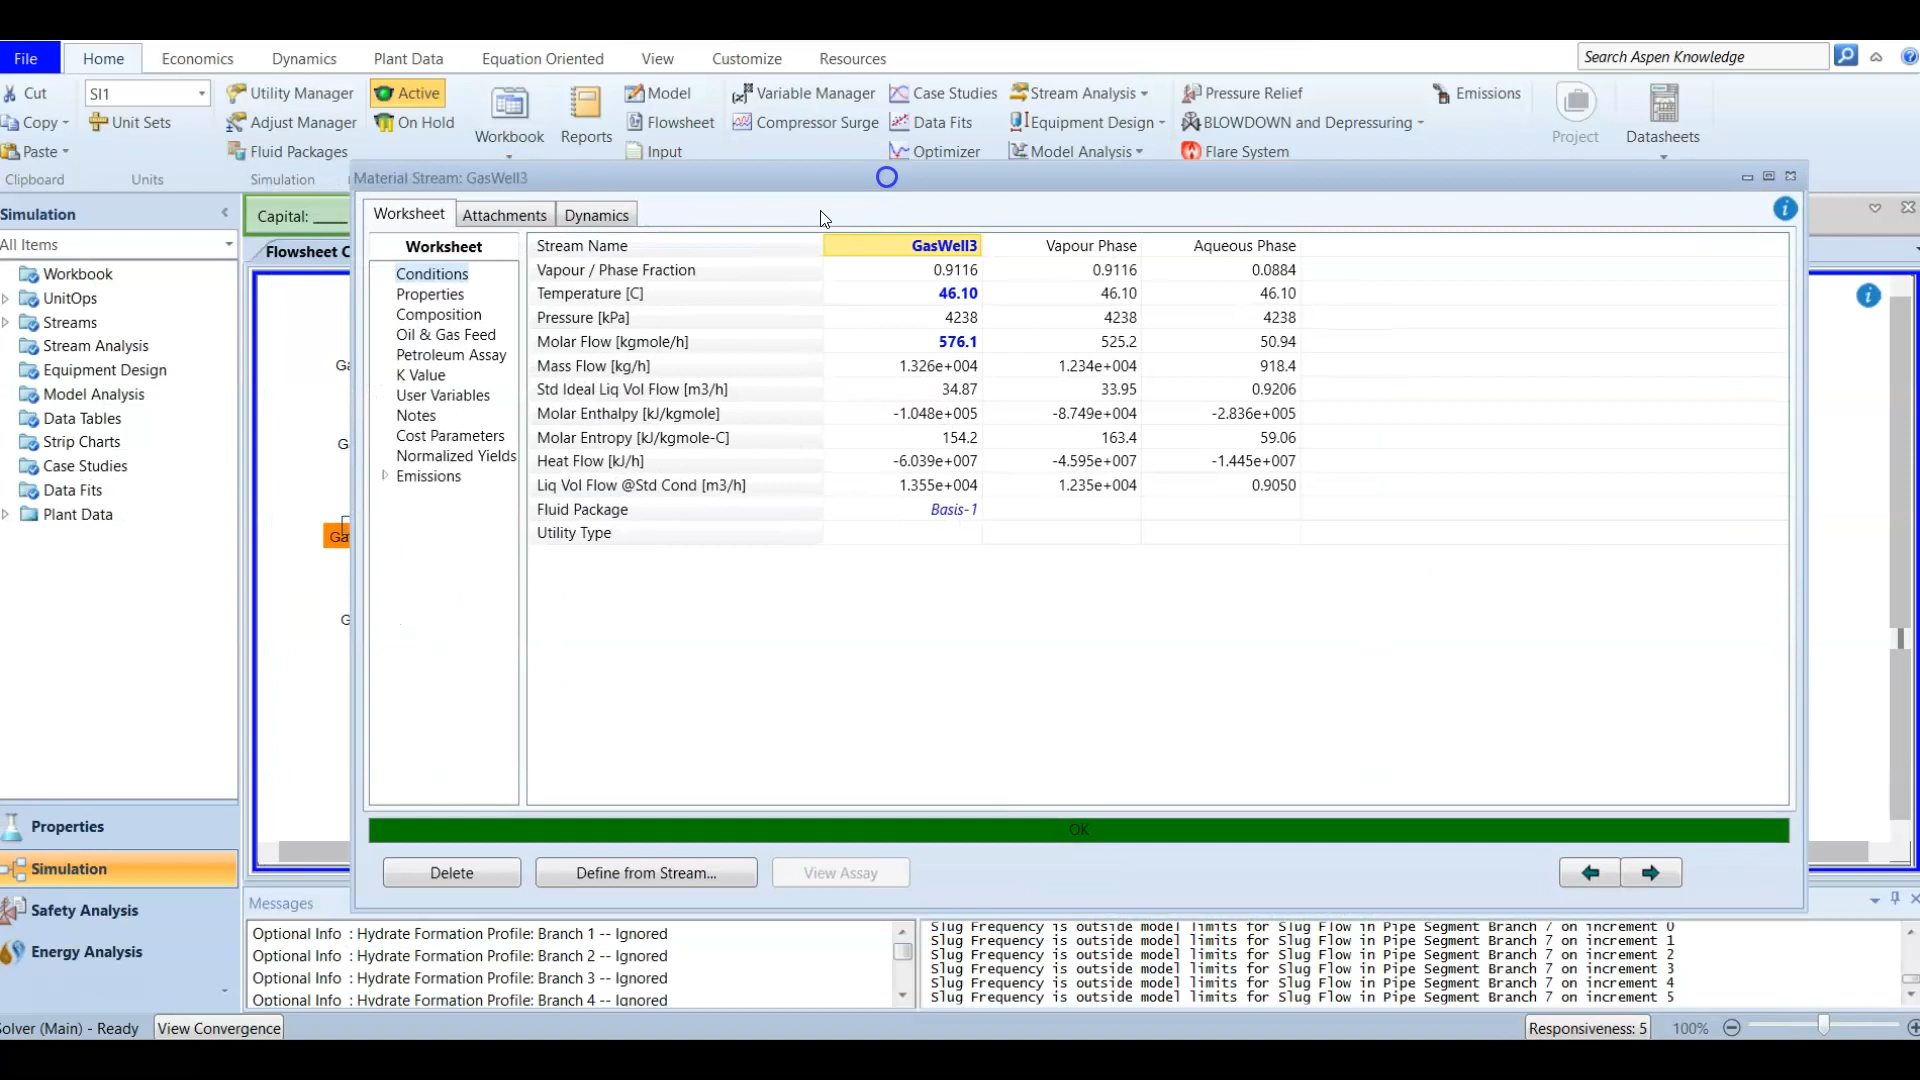 File Home Economics Dynamics Plant Data Equation Oriented View Customize Resources Search Aspen Knowledge
Cut SI1 Utility Manager Active Model Variable Manager Case Studies Stream Analysis Pressure Relief Emissions
Copy Unit Sets Adjust Manager On Hold Workbook Reports Flowsheet Compressor Surge Data Fits Equipment Design BLOWDOWN and Depressuring Project Datasheets
Paste Fluid Packages Input Optimizer Model Analysis Flare System
Clipboard Units Simulation
Material Stream: GasWell3
Simulation Capital: ____
Worksheet Attachments Dynamics
All Items Flowsheet C
Workbook
UnitOps
Streams
Stream Analysis
Equipment Design
Model Analysis
Data Tables
Strip Charts
Case Studies
Data Fits
Plant Data
Properties
Simulation
Safety Analysis
Energy Analysis
Ga
G
Ga
G
Worksheet
Conditions
Properties
Composition
Oil & Gas Feed
Petroleum Assay
K Value
User Variables
Notes
Cost Parameters
Normalized Yields
Emissions
Stream Name GasWell3 Vapour Phase Aqueous Phase
Vapour / Phase Fraction 0.9116 0.9116 0.0884
Temperature [C] 46.10 46.10 46.10
Pressure [kPa] 4238 4238 4238
Molar Flow [kgmole/h] 576.1 525.2 50.94
Mass Flow [kg/h] 1.326e+004 1.234e+004 918.4
Std Ideal Liq Vol Flow [m3/h] 34.87 33.95 0.9206
Molar Enthalpy [kJ/kgmole] -1.048e+005 -8.749e+004 -2.836e+005
Molar Entropy [kJ/kgmole-C] 154.2 163.4 59.06
Heat Flow [kJ/h] -6.039e+007 -4.595e+007 -1.445e+007
Liq Vol Flow @Std Cond [m3/h] 1.355e+004 1.235e+004 0.9050
Fluid Package Basis-1
Utility Type
OK
Delete Define from Stream... View Assay
Messages
Optional Info : Hydrate Formation Profile: Branch 1 -- Ignored
Optional Info : Hydrate Formation Profile: Branch 2 -- Ignored
Optional Info : Hydrate Formation Profile: Branch 3 -- Ignored
Optional Info : Hydrate Formation Profile: Branch 4 -- Ignored
Slug Frequency is outside model limits for Slug Flow in Pipe Segment Branch 7 on increment 0
Slug Frequency is outside model limits for Slug Flow in Pipe Segment Branch 7 on increment 1
Slug Frequency is outside model limits for Slug Flow in Pipe Segment Branch 7 on increment 2
Slug Frequency is outside model limits for Slug Flow in Pipe Segment Branch 7 on increment 3
Slug Frequency is outside model limits for Slug Flow in Pipe Segment Branch 7 on increment 4
Slug Frequency is outside model limits for Slug Flow in Pipe Segment Branch 7 on increment 5
Solver (Main) - Ready View Convergence Responsiveness: 5 100%